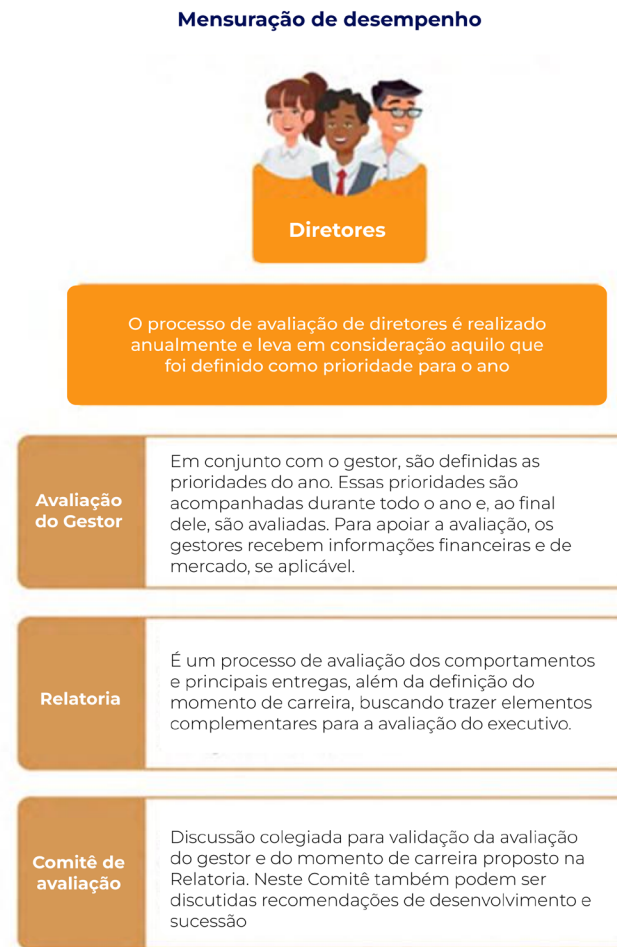 Mensuração de desempenho
Diretores
O processo de avaliação de diretores é realizado
anualmente e leva em consideração aquilo que
foi definido como prioridade para o ano
Avaliação
do Gestor
Em conjunto com o gestor, são definidas as
prioridades do ano. Essas prioridades são
acompanhadas durante todo o ano e, ao final
dele, são avaliadas. Para apoiar a avaliação, os
gestores recebem informações financeiras e de
mercado, se aplicável.
Relatoria
É um processo de avaliação dos comportamentos
e principais entregas, além da definição do
momento de carreira, buscando trazer elementos
complementares para a avaliação do executivo.
Comitê de
avaliação
Discussão colegiada para validação da avaliação
do gestor e do momento de carreira proposto na
Relatoria. Neste Comitê também podem ser
discutidas recomendações de desenvolvimento e
sucessão